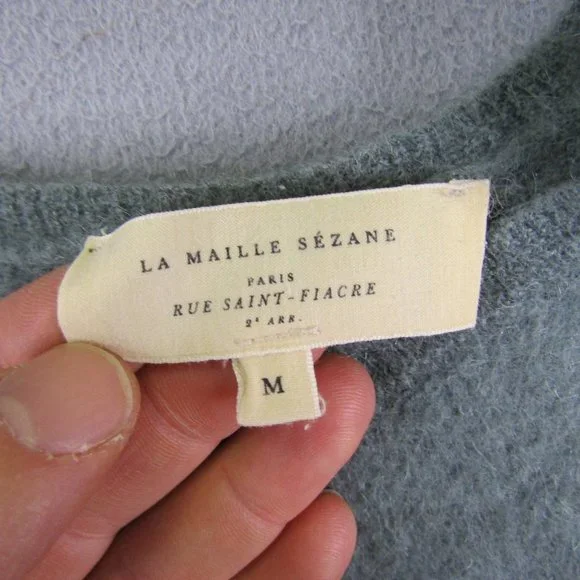 LA MAILLE SÉZANE
PARIS
RUE SAINT-FIACRE
2ᵉ ARR.
M